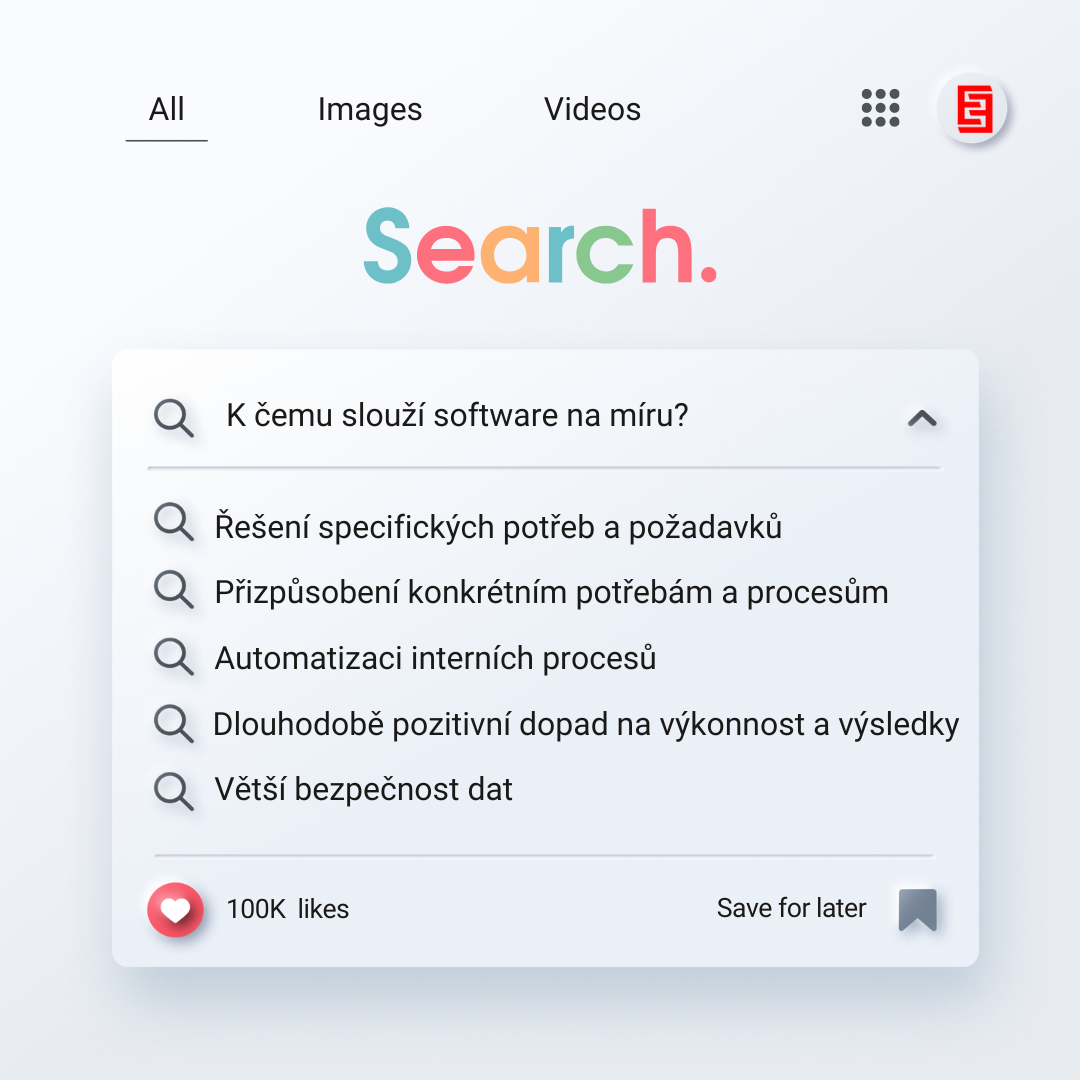 All Images Videos
Search.
K čemu slouží software na míru?
Řešení specifických potřeb a požadavků
Přizpůsobení konkrétním potřebám a procesům
Automatizaci interních procesů
Dlouhodobě pozitivní dopad na výkonnost a výsledky
Větší bezpečnost dat
100K likes Save for later